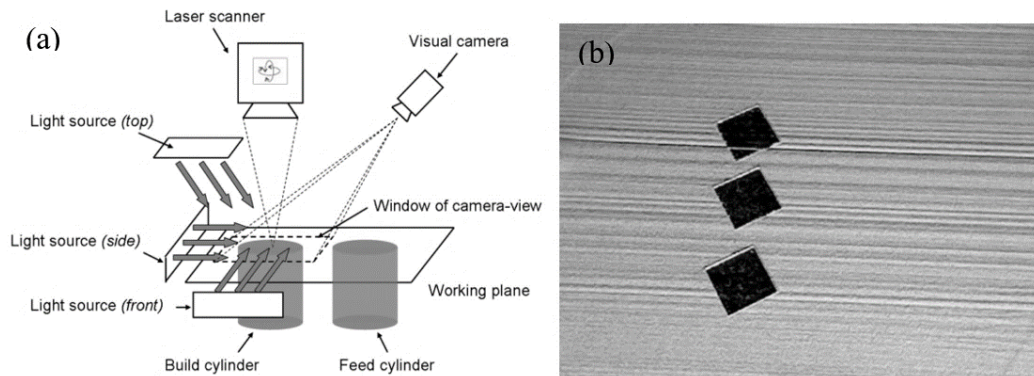 (a)
Laser scanner
Visual camera
Light source (top)
Window of camera-view
Light source (side)
Working plane
Light source (front)
Build cylinder
Feed cylinder
(b)